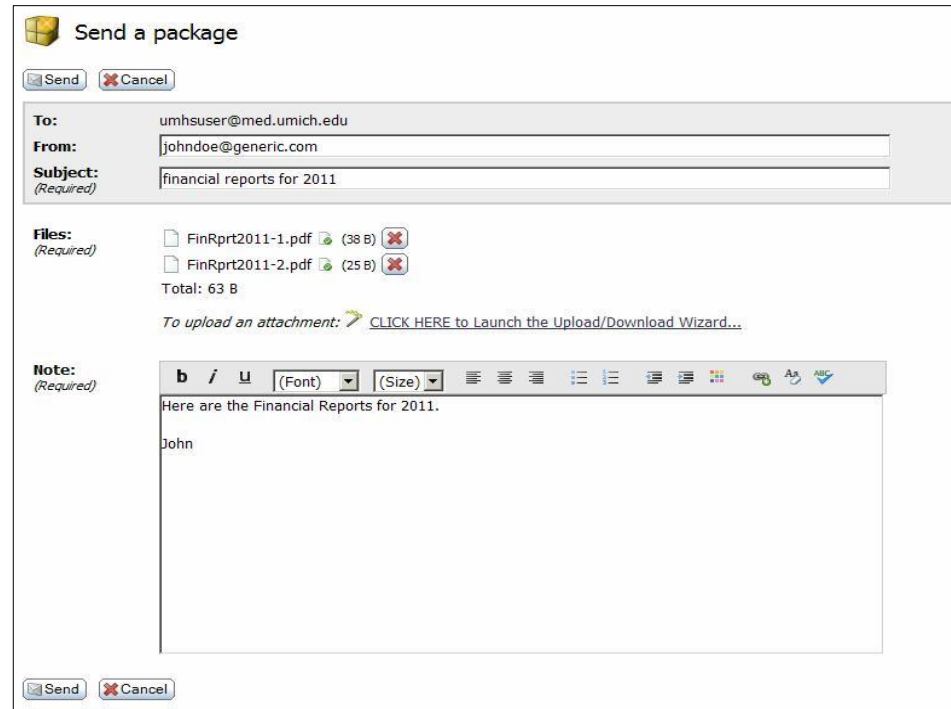 Send a package
Send Cancel
To: umhsuser@med.umich.edu
From: johndoe@generic.com
Subject: financial reports for 2011
(Required)
Files: FinRprt2011-1.pdf (38 B)
(Required)
FinRprt2011-2.pdf (25 B)
Total: 63 B
To upload an attachment: CLICK HERE to Launch the Upload/Download Wizard...
Note:
(Required)
b i u (Font) (Size) ABC
Here are the Financial Reports for 2011.
John
Send Cancel